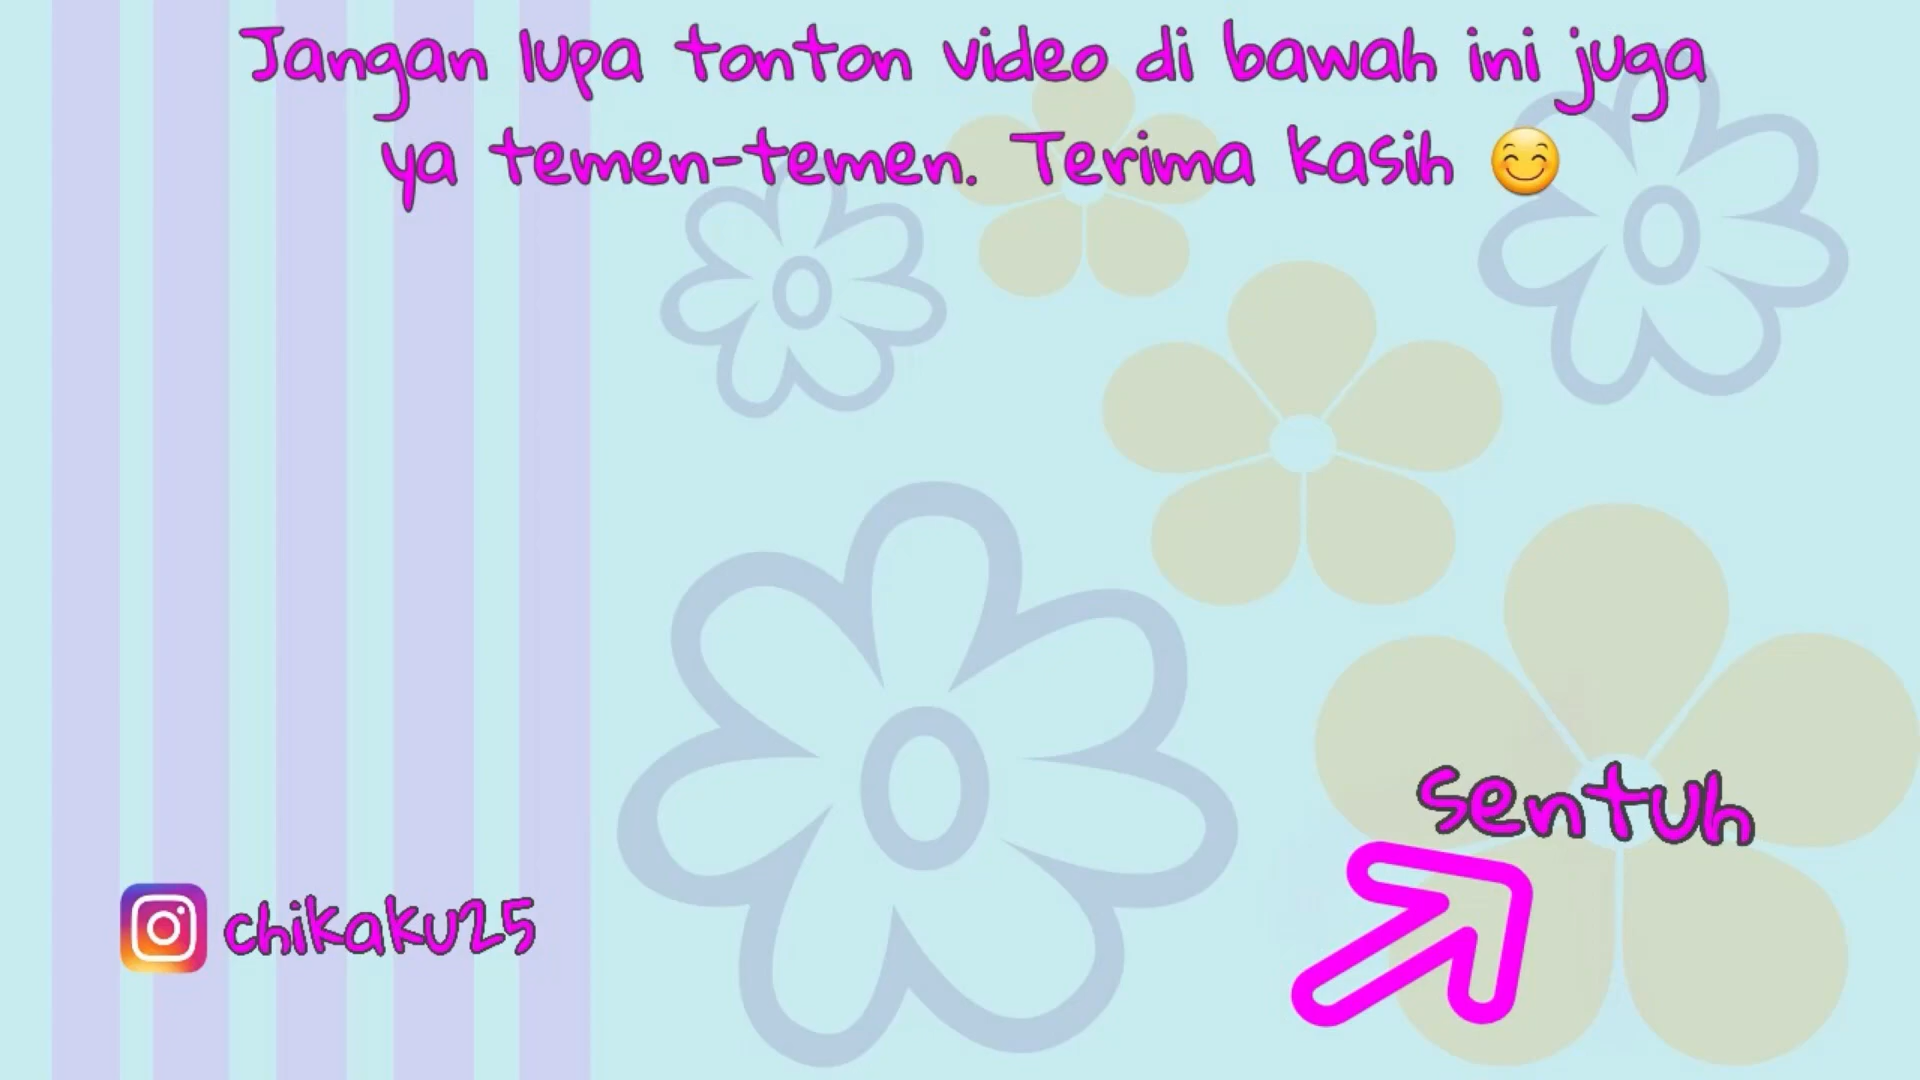 Jangan lupa tonton video di bawah ini juga
ya temen-temen. Terima kasih 😊
sentuh
chikaku25